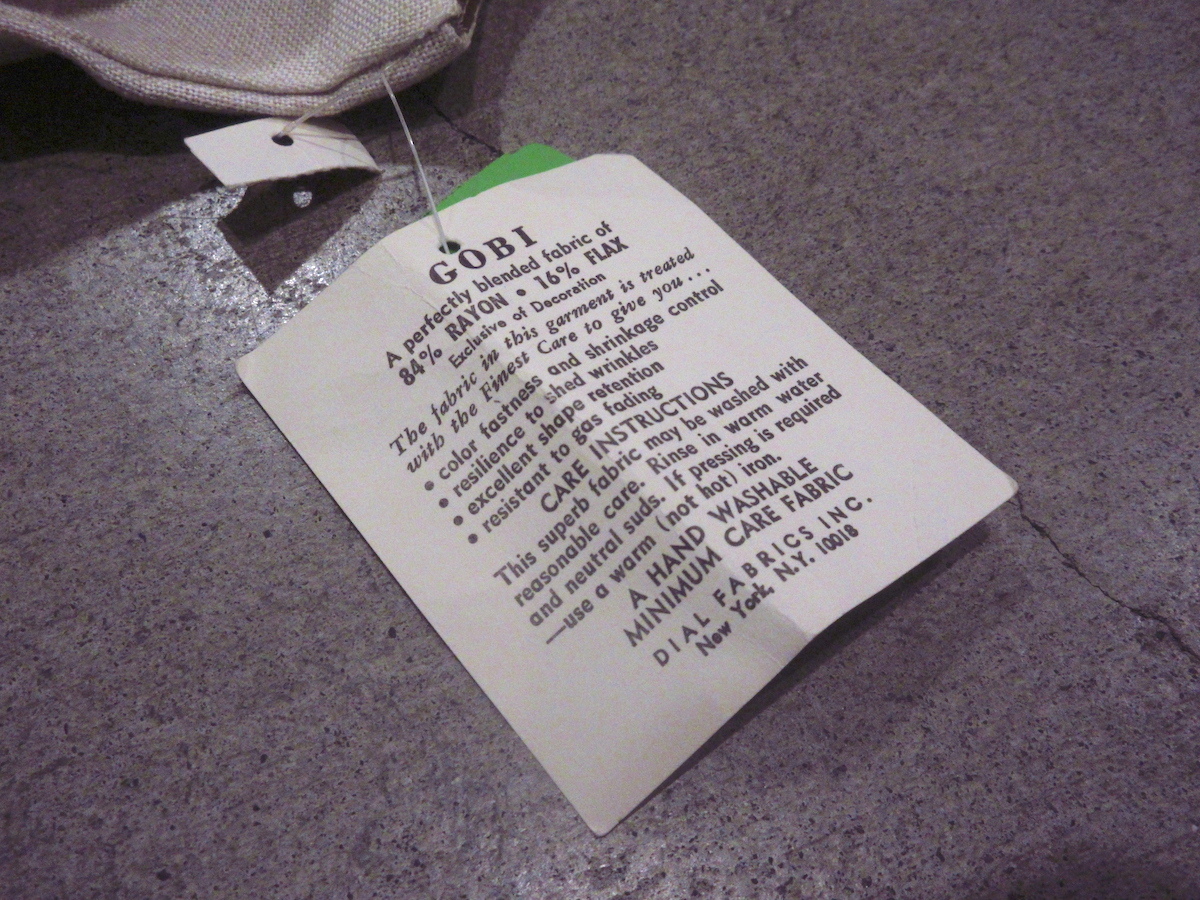 GOBI
A perfectly blended fabric of
84% RAYON • 16% FLAX
Exclusive of Decoration
The fabric in this garment is treated
with the Finest Care to give you...
• color fastness and shrinkage control
• resilience to shed wrinkles
• excellent shape retention
• resistant to gas fading
CARE INSTRUCTIONS
This superb fabric may be washed with
reasonable care. Rinse in warm water
and neutral suds. If pressing is required
—use a warm (not hot) iron.
A HAND WASHABLE
MINIMUM CARE FABRIC
DIAL FABRICS INC.
New York, N.Y. 10018